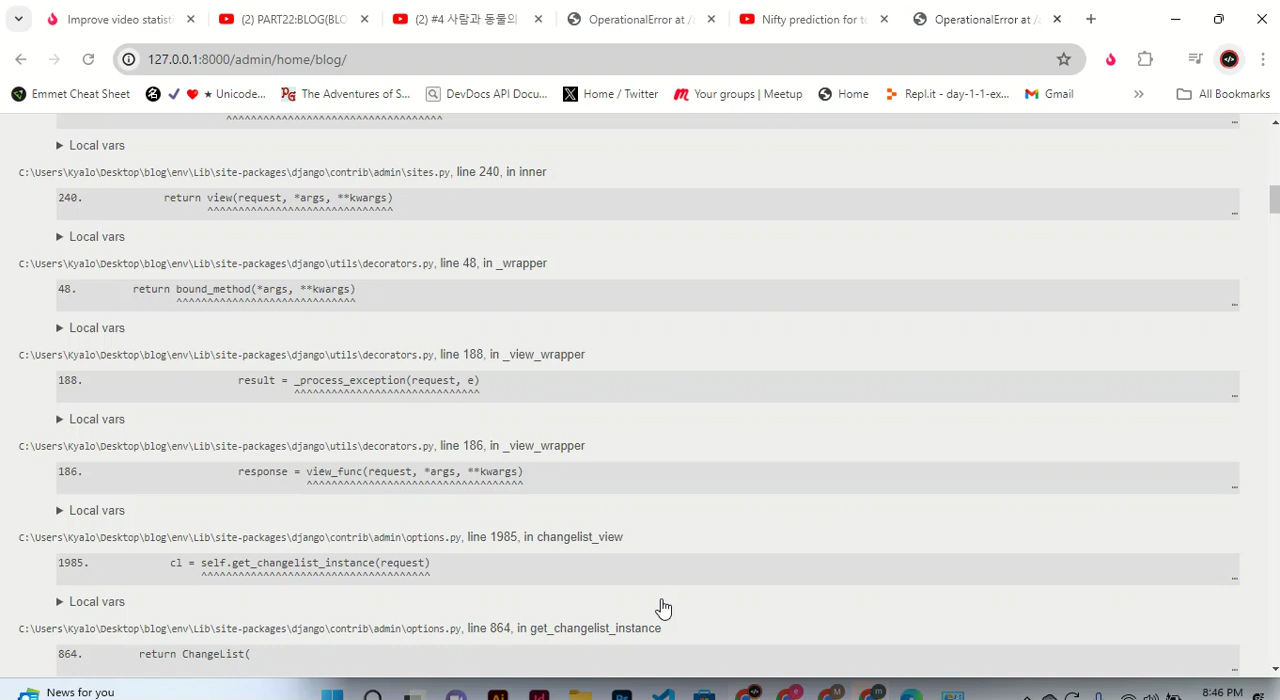 Improve video statisti
(2) PART22:BLOG(BLO
(2) #4 사람과 동물의
OperationalError at /
Nifty prediction for to
OperationalError at /
127.0.0.1:8000/admin/home/blog/
Emmet Cheat Sheet
★ Unicode...
The Adventures of S...
DevDocs API Docu...
Home / Twitter
Your groups | Meetup
Home
Repl.it - day-1-1-ex...
Gmail
»
All Bookmarks
^^^^^^^^^^^^^^^^^^^^^^^^^^^^
…
▶ Local vars
C:\Users\Kyalo\Desktop\blog\env\Lib\site-packages\django\contrib\admin\sites.py, line 240, in inner
240. return view(request, *args, **kwargs)
^^^^^^^^^^^^^^^^^^^^^^^^^^^^^^
…
▶ Local vars
C:\Users\Kyalo\Desktop\blog\env\Lib\site-packages\django\utils\decorators.py, line 48, in _wrapper
48. return bound_method(*args, **kwargs)
^^^^^^^^^^^^^^^^^^^^^^^^^^^^^
…
▶ Local vars
C:\Users\Kyalo\Desktop\blog\env\Lib\site-packages\django\utils\decorators.py, line 188, in _view_wrapper
188. result = _process_exception(request, e)
^^^^^^^^^^^^^^^^^^^^^^^^^^^^^^
…
▶ Local vars
C:\Users\Kyalo\Desktop\blog\env\Lib\site-packages\django\utils\decorators.py, line 186, in _view_wrapper
186. response = view_func(request, *args, **kwargs)
^^^^^^^^^^^^^^^^^^^^^^^^^^^^^^^^^^^
…
▶ Local vars
C:\Users\Kyalo\Desktop\blog\env\Lib\site-packages\django\contrib\admin\options.py, line 1985, in changelist_view
1985. cl = self.get_changelist_instance(request)
^^^^^^^^^^^^^^^^^^^^^^^^^^^^^^^^^^^^^
…
▶ Local vars
C:\Users\Kyalo\Desktop\blog\env\Lib\site-packages\django\contrib\admin\options.py, line 864, in get_changelist_instance
864. return ChangeList(
…
News for you
8:46 PM